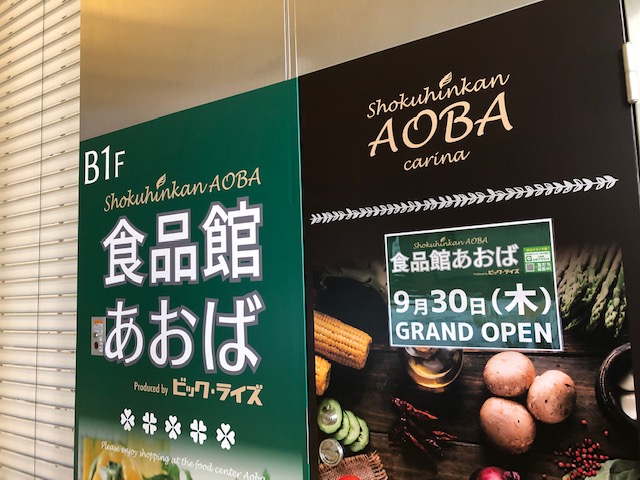 B1F
Shokuhinkan AOBA
食品館
あおば
Produced by ビック・ライズ
Please enjoy shopping at the food center Aoba
Shokuhinkan
AOBA
carina
Shokuhinkan AOBA
食品館あおば
Produced by ビック・ライズ
9月30日(木)
GRAND OPEN